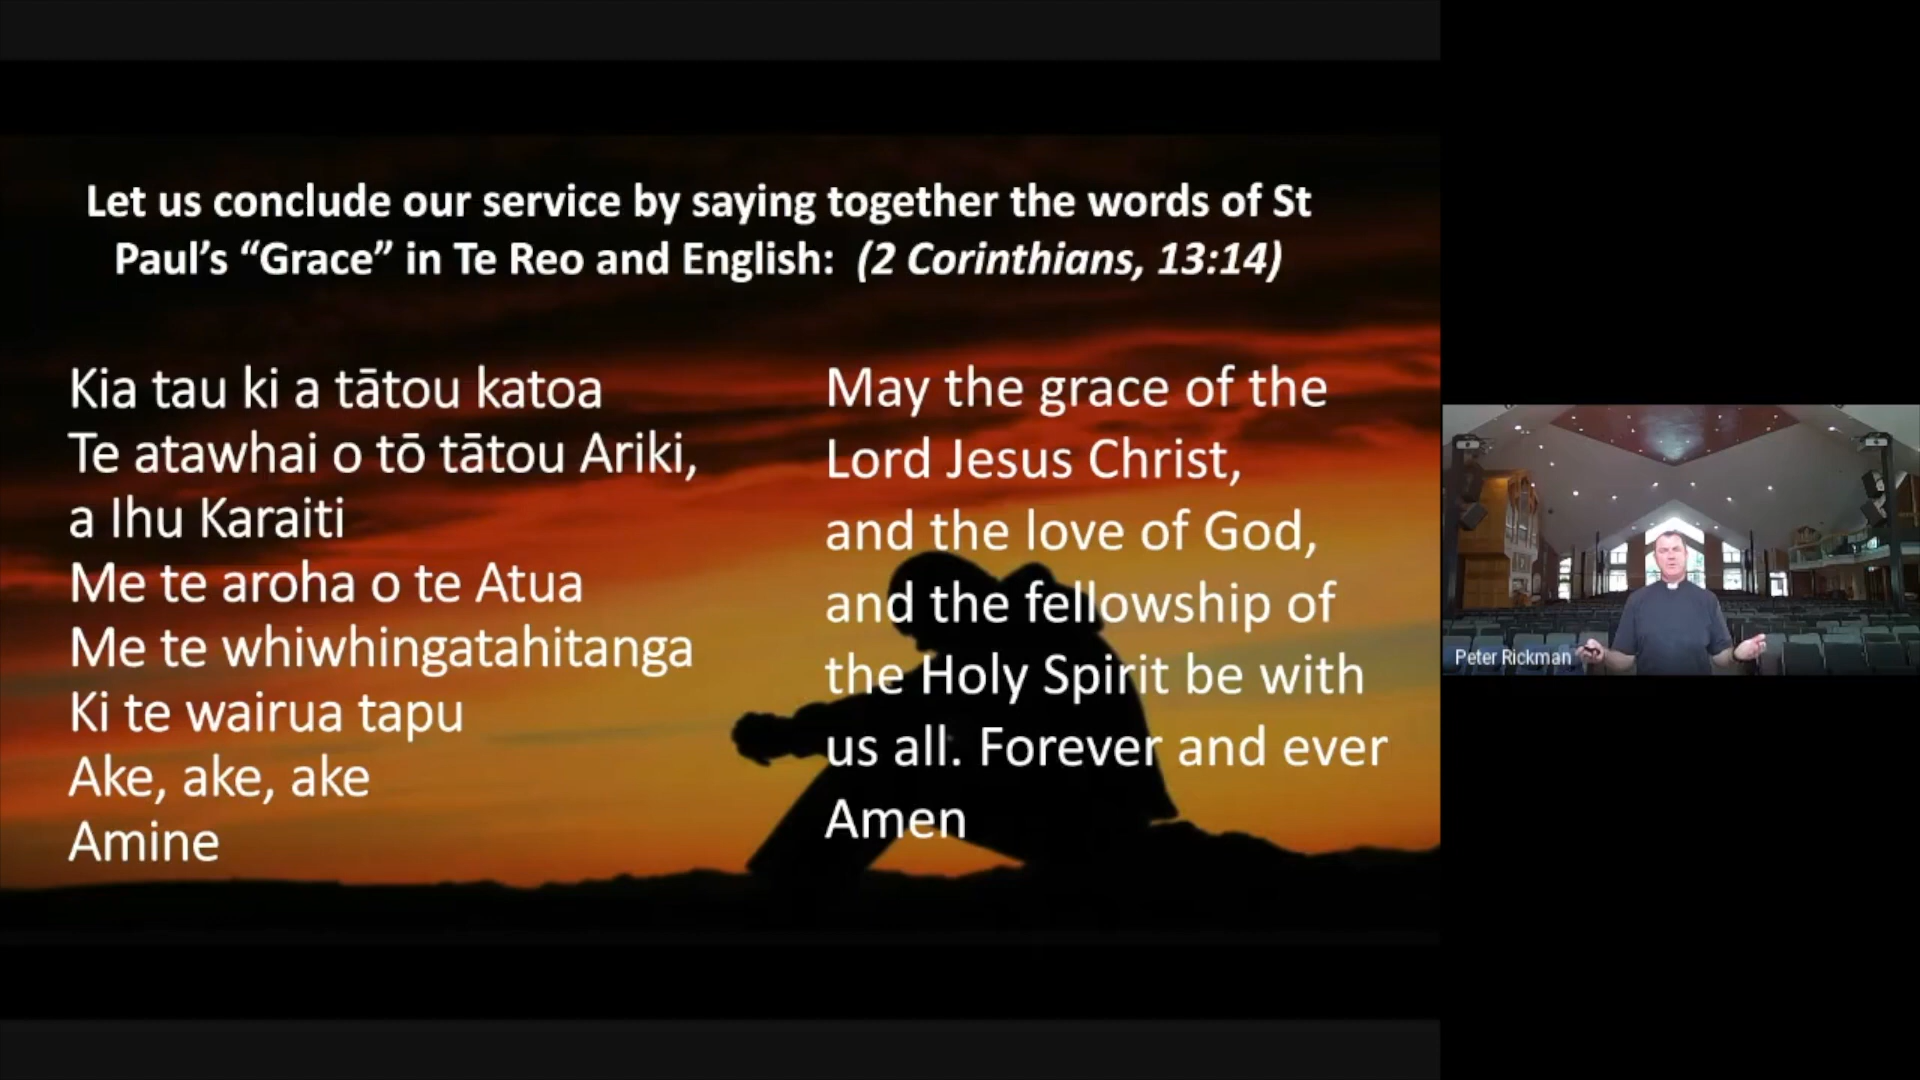 Let us conclude our service by saying together the words of St
Paul’s “Grace” in Te Reo and English:  (2 Corinthians, 13:14)
Kia tau ki a tātou katoa
Te atawhai o tō tātou Ariki,
a Ihu Karaiti
Me te aroha o te Atua
Me te whiwhingatahitanga
Ki te wairua tapu
Ake, ake, ake
Amine
May the grace of the
Lord Jesus Christ,
and the love of God,
and the fellowship of
the Holy Spirit be with
us all. Forever and ever
Amen
Peter Rickman